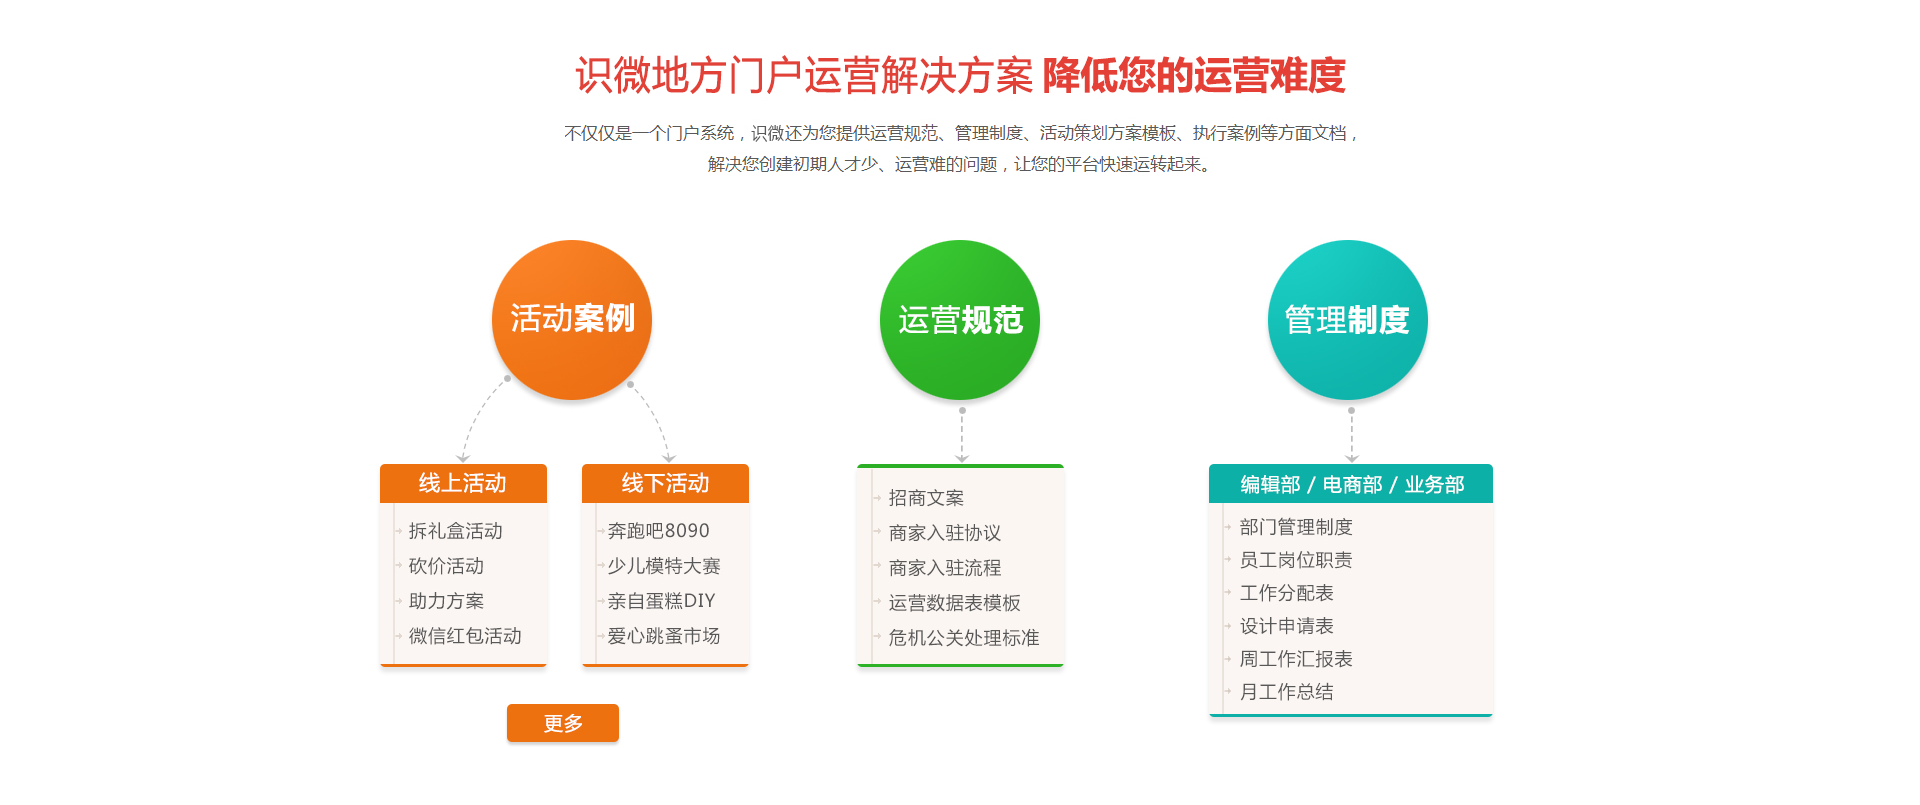 识微地方门户运营解决方案 降低您的运营难度
不仅仅是一个门户系统，识微还为您提供运营规范、管理制度、活动策划方案模板、执行案例等方面文档，
解决您创建初期人才少、运营难的问题，让您的平台快速运转起来。
活动案例
线上活动
拆礼盒活动
砍价活动
助力方案
微信红包活动
线下活动
奔跑吧8090
少儿模特大赛
亲自蛋糕DIY
爱心跳蚤市场
更多
运营规范
招商文案
商家入驻协议
商家入驻流程
运营数据表模板
危机公关处理标准
管理制度
编辑部 / 电商部 / 业务部
部门管理制度
员工岗位职责
工作分配表
设计申请表
周工作汇报表
月工作总结